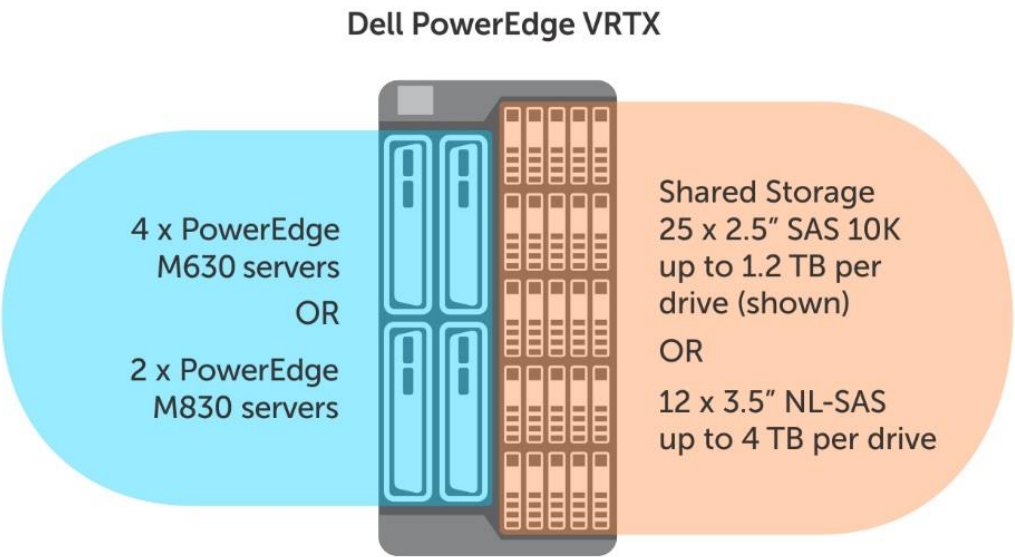 Dell PowerEdge VRTX
4 x PowerEdge
M630 servers
OR
2 x PowerEdge
M830 servers
Shared Storage
25 x 2.5” SAS 10K
up to 1.2 TB per
drive (shown)
OR
12 x 3.5” NL-SAS
up to 4 TB per drive